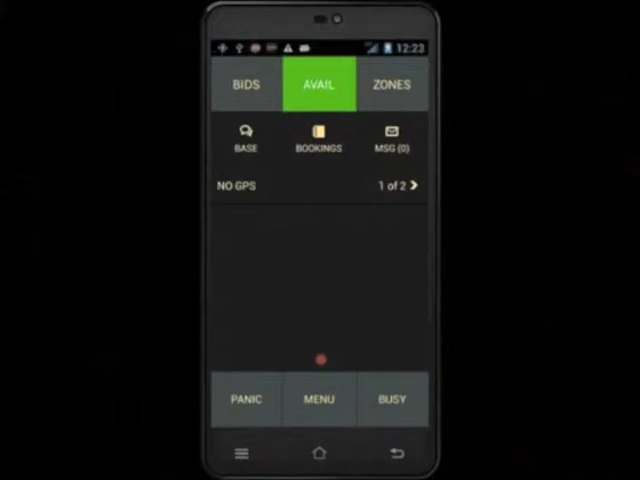 12:23
BIDS AVAIL ZONES
BASE BOOKINGS MSG (0)
NO GPS 1 of 2
PANIC MENU BUSY